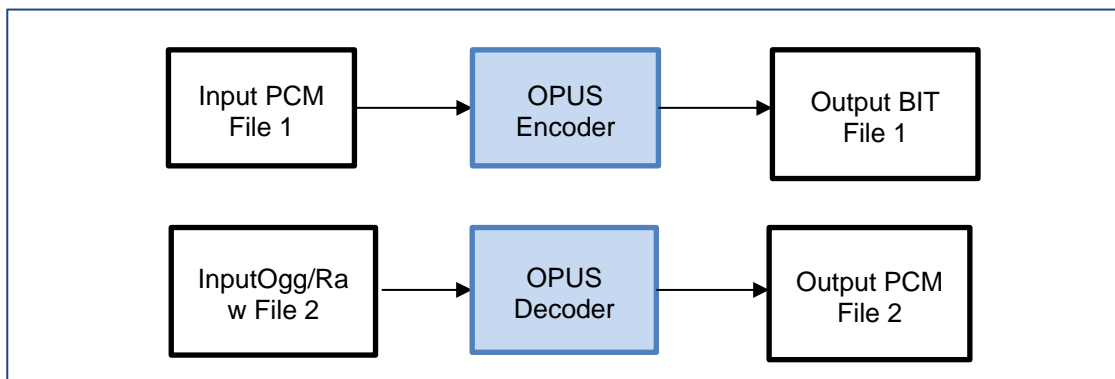 Input PCM
File 1
OPUS
Encoder
Output BIT
File 1
InputOgg/Ra
w File 2
OPUS
Decoder
Output PCM
File 2